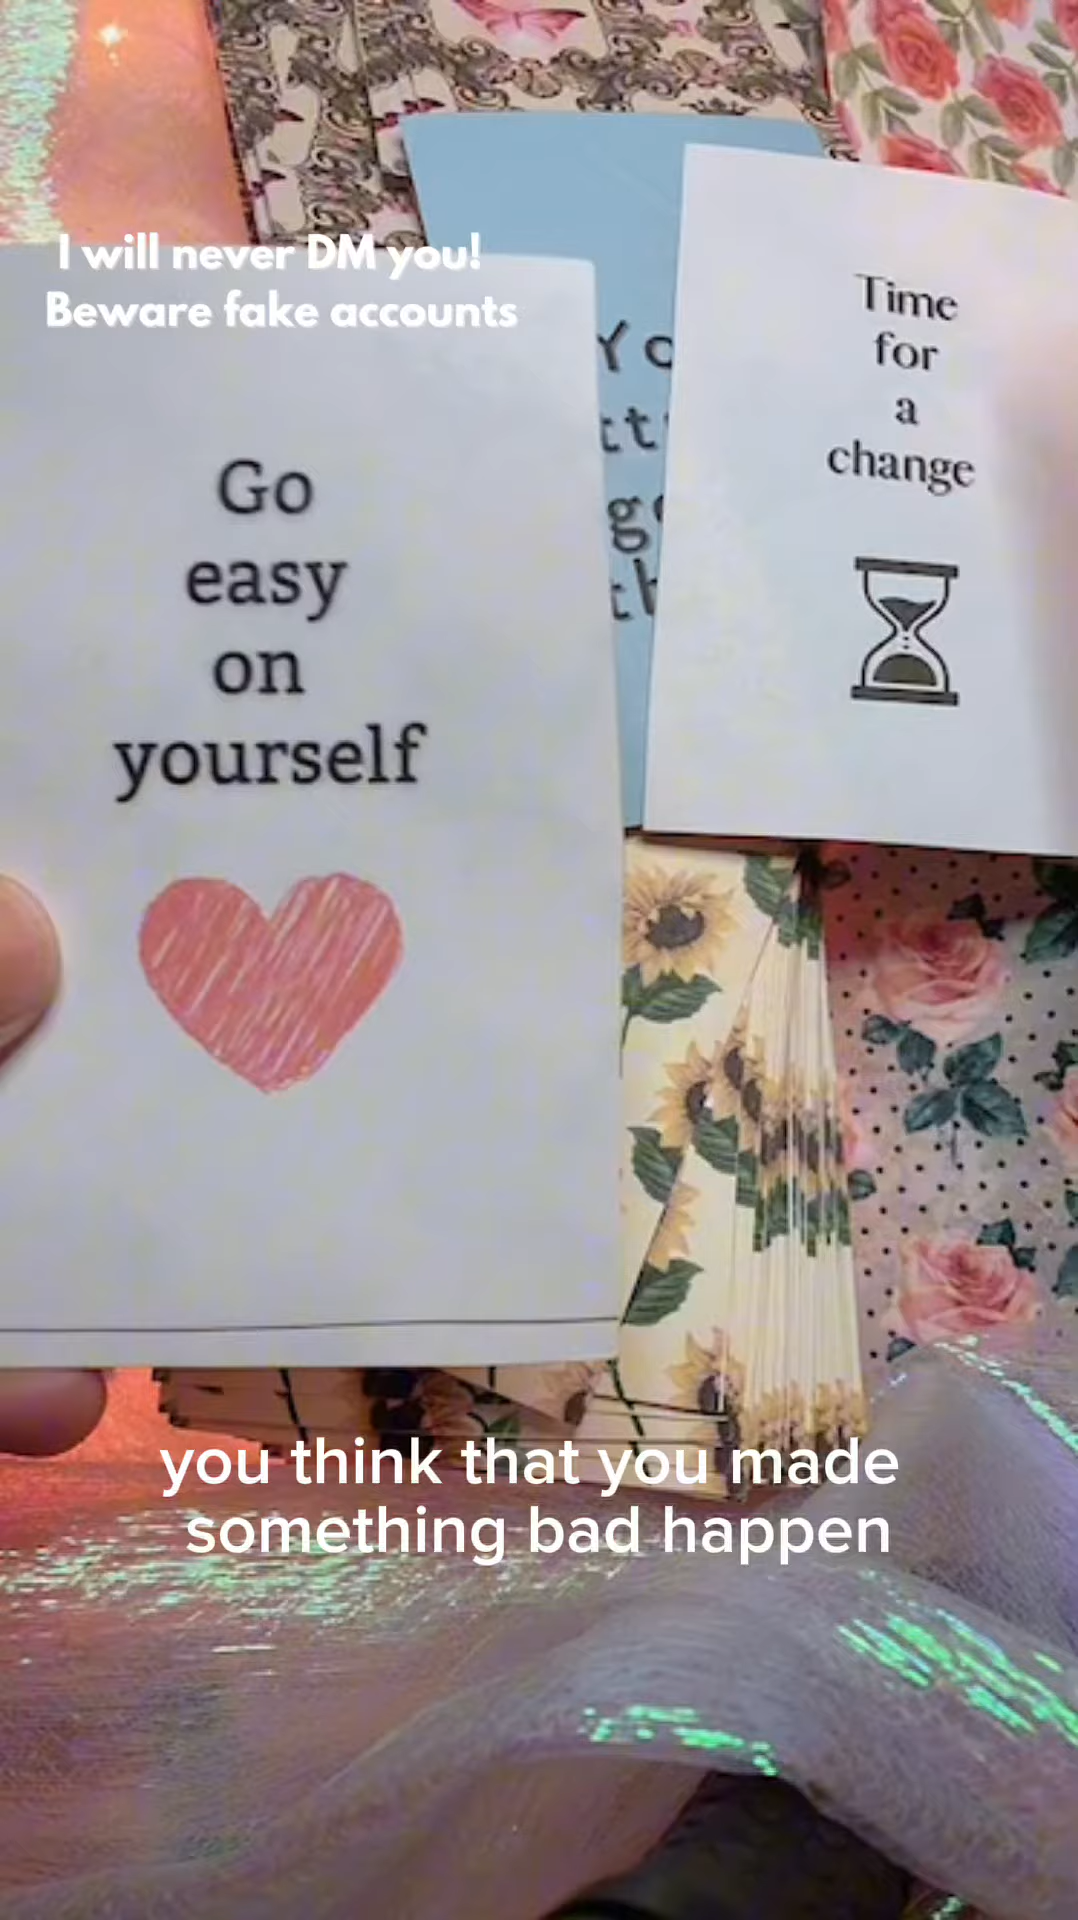 I will never DM you!
Beware fake accounts
Go
easy
on
yourself
Time
for
a
change
you think that you made
something bad happen